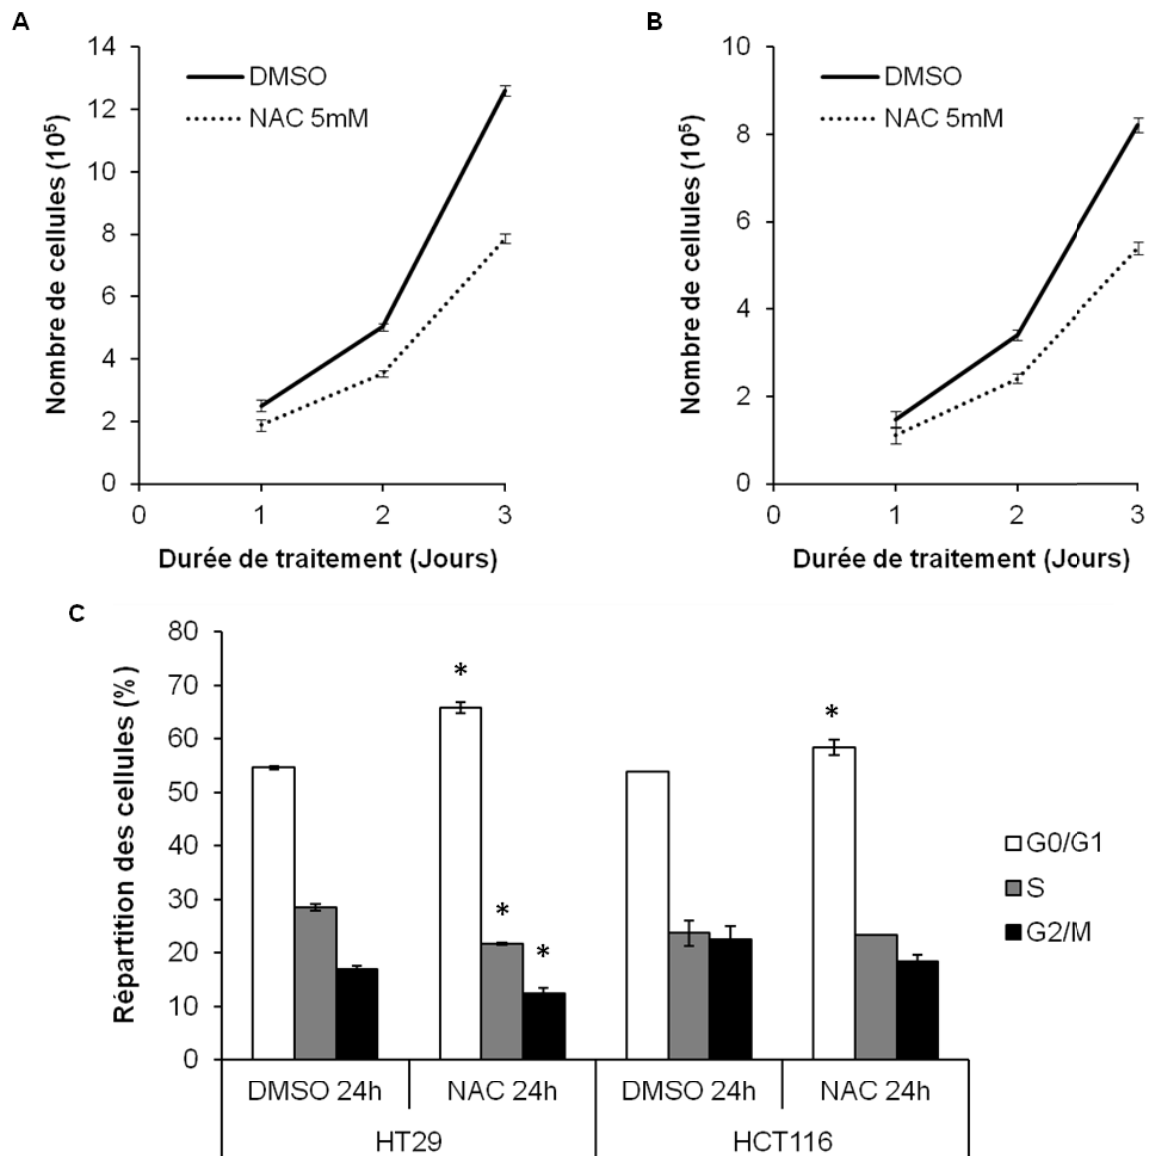 A
Nombre de cellules (10⁵)
14
12
10
8
6
4
2
0
DMSO
NAC 5mM
0 1 2 3
Durée de traitement (Jours)
B
Nombre de cellules (10⁵)
10
8
6
4
2
0
DMSO
NAC 5mM
0 1 2 3
Durée de traitement (Jours)
C
Répartition des cellules (%)
80
70
60
50
40
30
20
10
0
*
*
*
*
G0/G1
S
G2/M
DMSO 24h NAC 24h DMSO 24h NAC 24h
HT29 HCT116